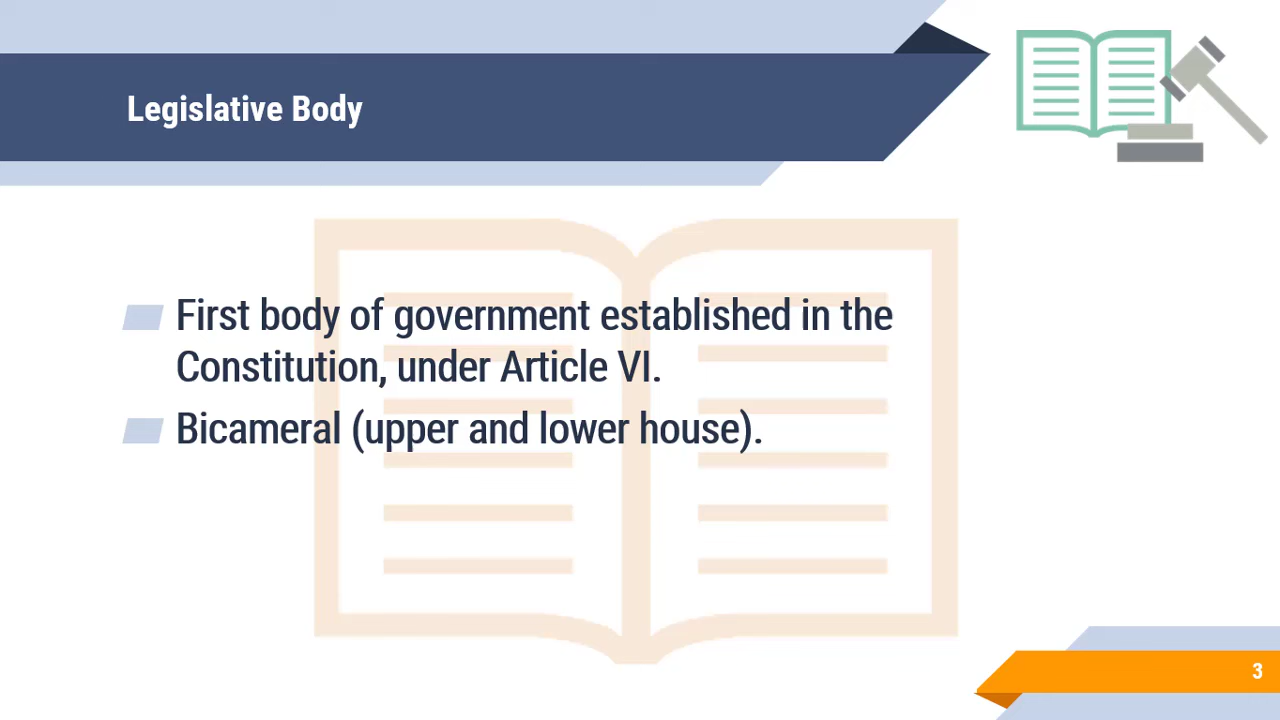 Legislative Body
First body of government established in the
Constitution, under Article VI.
Bicameral (upper and lower house).
3